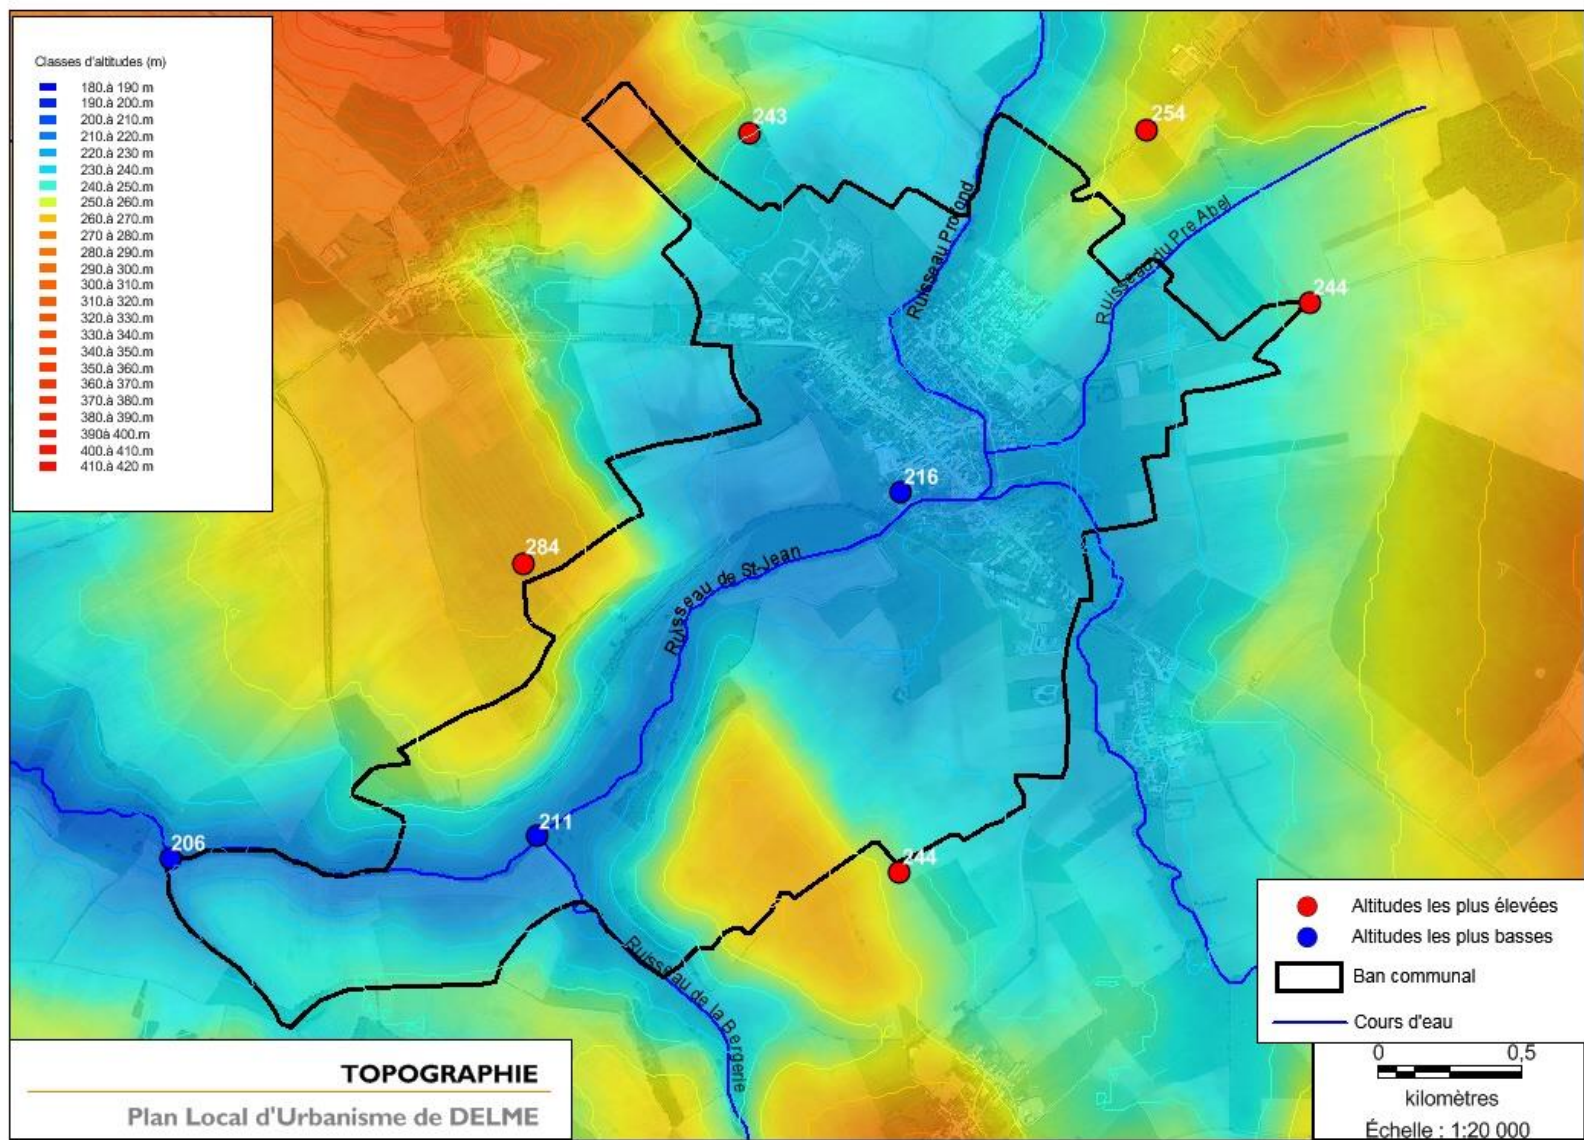 Classes d'altitudes (m)
180.à 190 m
190.à 200.m
200.à 210.m
210.à 220.m
220.à 230 m
230.à 240.m
240.à 250.m
250.à 260.m
260.à 270.m
270 à 280.m
280.à 290.m
290.à 300.m
300.à 310.m
310.à 320.m
320.à 330.m
330.à 340.m
340.à 350.m
350.à 360.m
360.à 370.m
370.à 380.m
380.à 390.m
390à 400.m
400.à 410.m
410.à 420 m
243
254
Ruisseau Profond
Ruisseau du Pre Abel
244
216
284
Ruisseau de St-Jean
206
211
244
Ruisseau de la Bergerie
Altitudes les plus élevées
Altitudes les plus basses
Ban communal
Cours d'eau
0 0,5
kilomètres
Échelle : 1:20 000
TOPOGRAPHIE
Plan Local d'Urbanisme de DELME